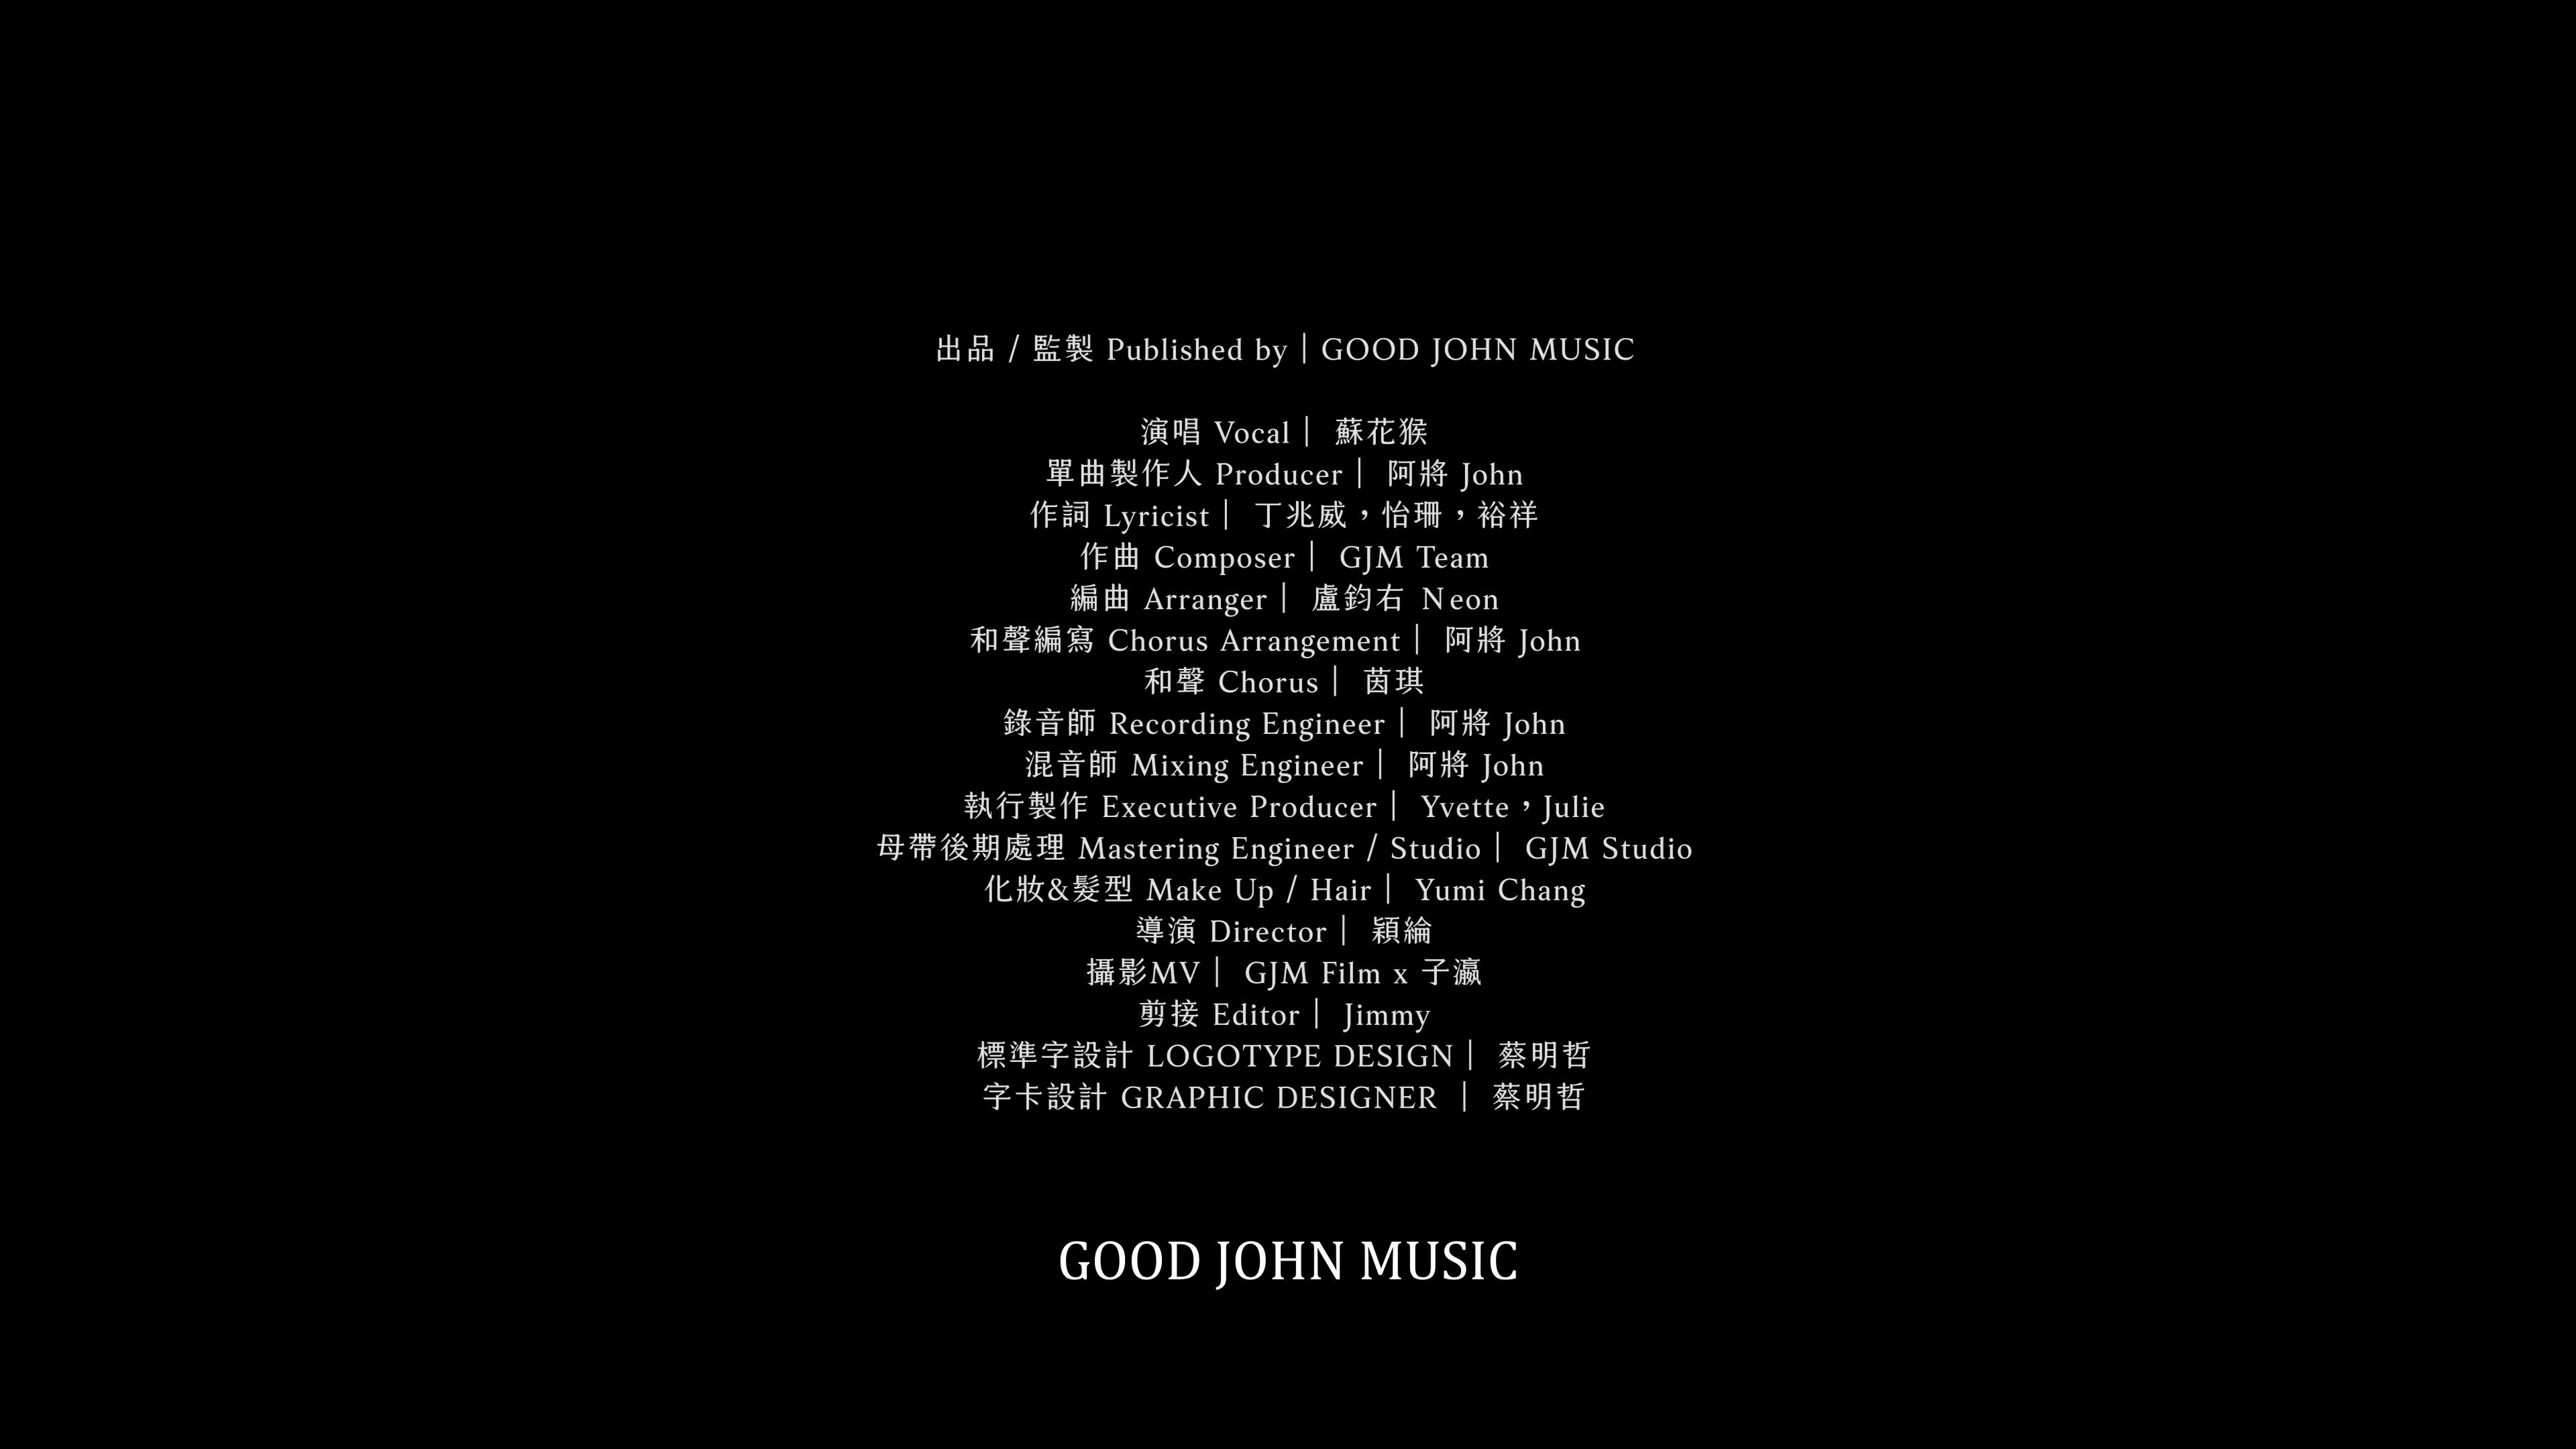 出品 / 監製 Published by｜GOOD JOHN MUSIC
演唱 Vocal｜ 蘇花猴
單曲製作人 Producer｜ 阿將 John
作詞 Lyricist｜ 丁兆威，怡珊，裕祥
作曲 Composer｜ GJM Team
編曲 Arranger｜ 盧鈞右 Neon
和聲編寫 Chorus Arrangement｜ 阿將 John
和聲 Chorus｜ 茵琪
錄音師 Recording Engineer｜ 阿將 John
混音師 Mixing Engineer｜ 阿將 John
執行製作 Executive Producer｜ Yvette，Julie
母帶後期處理 Mastering Engineer / Studio｜ GJM Studio
化妝&髮型 Make Up / Hair｜ Yumi Chang
導演 Director｜ 穎綸
攝影MV｜ GJM Film x 子瀛
剪接 Editor｜ Jimmy
標準字設計 LOGOTYPE DESIGN｜ 蔡明哲
字卡設計 GRAPHIC DESIGNER ｜ 蔡明哲
GOOD JOHN MUSIC